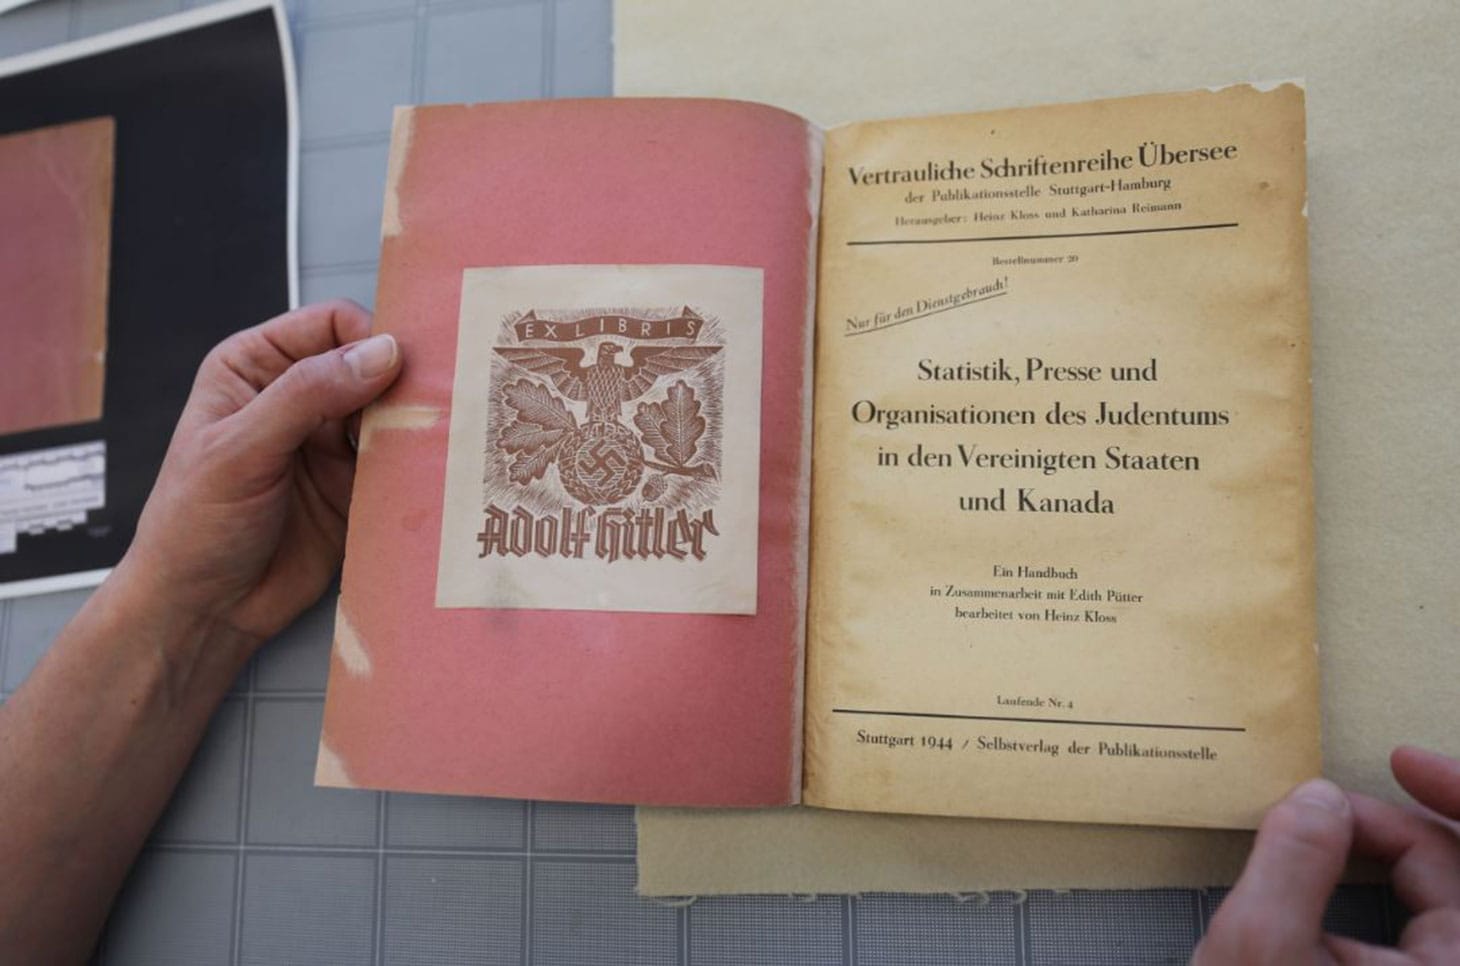 EX LIBRIS
Adolf Hitler
Vertrauliche Schriftenreihe Übersee
der Publikationsstelle Stuttgart-Hamburg
Herausgeber: Heinz Kloss und Katharina Reimann
Bestellnummer 20
Nur für den Dienstgebrauch!
Statistik, Presse und
Organisationen des Judentums
in den Vereinigten Staaten
und Kanada
Ein Handbuch
in Zusammenarbeit mit Edith Pütter
bearbeitet von Heinz Kloss
Laufende Nr. 4
Stuttgart 1944 / Selbstverlag der Publikationsstelle